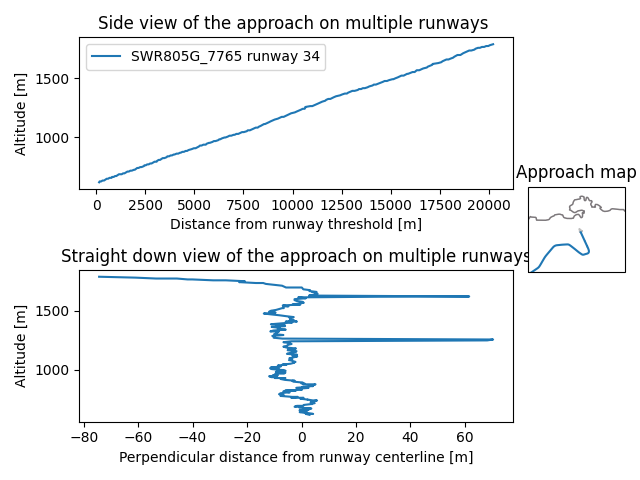 Side view of the approach on multiple runways
SWR805G_7765 runway 34
Altitude [m]
1500
1000
0 2500 5000 7500 10000 12500 15000 17500 20000
Distance from runway threshold [m]
Approach map
Straight down view of the approach on multiple runways
Altitude [m]
1500
1000
−80 −60 −40 −20 0 20 40 60
Perpendicular distance from runway centerline [m]